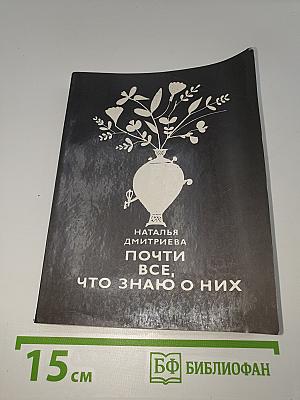 НАТАЛЬЯ
ДМИТРИЕВА
ПОЧТИ
ВСЕ,
ЧТО ЗНАЮ О НИХ
15 см
БФ БИБЛИОФАН